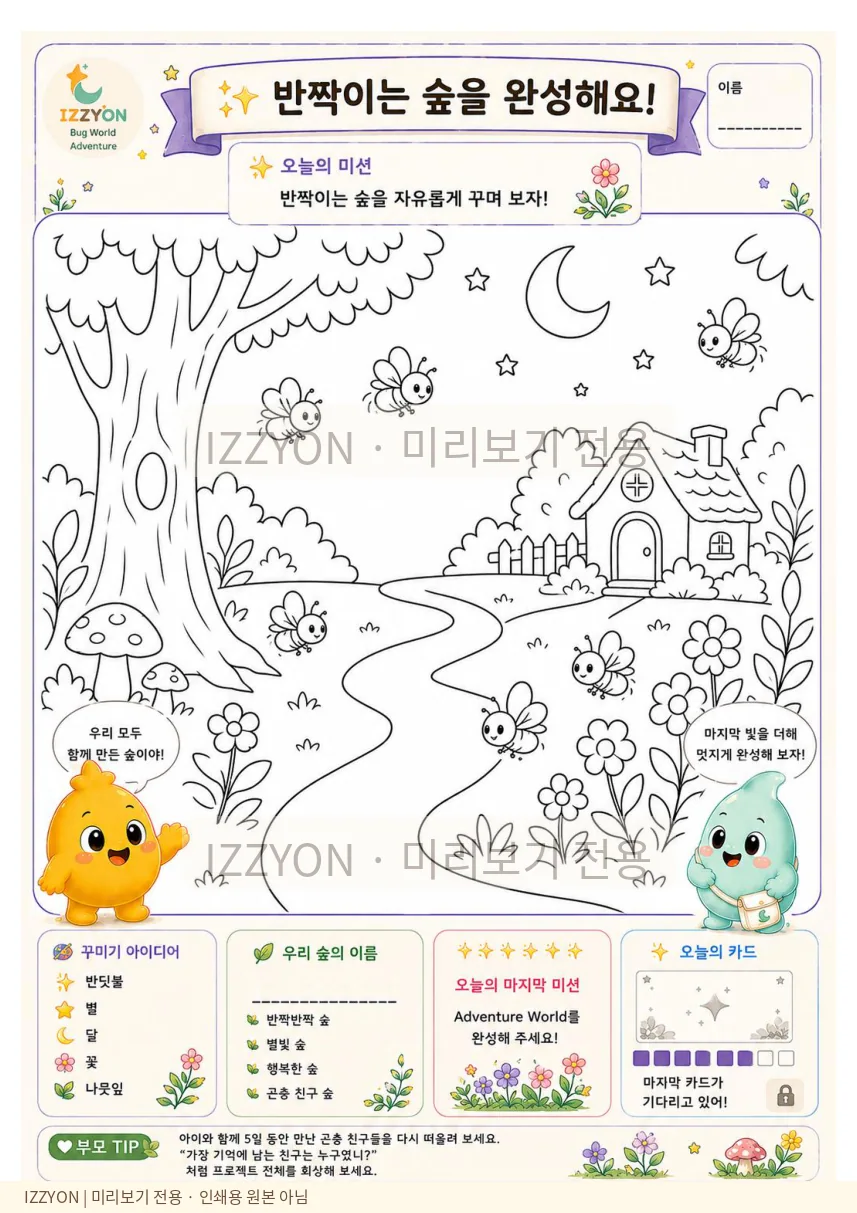 IZZYON
Bug World
Adventure
반짝이는 숲을 완성해요!
이름
오늘의 미션
반짝이는 숲을 자유롭게 꾸며 보자!
IZZYON · 미리보기 전용
우리 모두
함께 만든 숲이야!
마지막 빛을 더해
멋지게 완성해 보자!
IZZYON · 미리보기 전용
꾸미기 아이디어
반딧불
별
달
꽃
나뭇잎
우리 숲의 이름
반짝반짝 숲
별빛 숲
행복한 숲
곤충 친구 숲
오늘의 마지막 미션
Adventure World를
완성해 주세요!
오늘의 카드
마지막 카드가
기다리고 있어!
부모 TIP
아이와 함께 5일 동안 만난 곤충 친구들을 다시 떠올려 보세요.
“가장 기억에 남는 친구는 누구였니?”
처럼 프로젝트 전체를 회상해 보세요.
IZZYON | 미리보기 전용 · 인쇄용 원본 아님